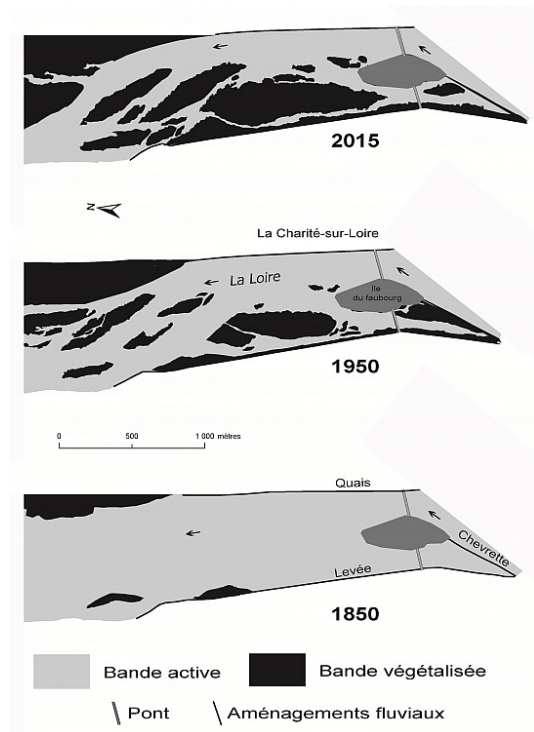 2015
N
La Charité-sur-Loire
La Loire
Ile
du faubourg
1950
0 500 1 000 mètres
Quais
Chevrette
Levée
1850
Bande active
Bande végétalisée
Pont
Aménagements fluviaux